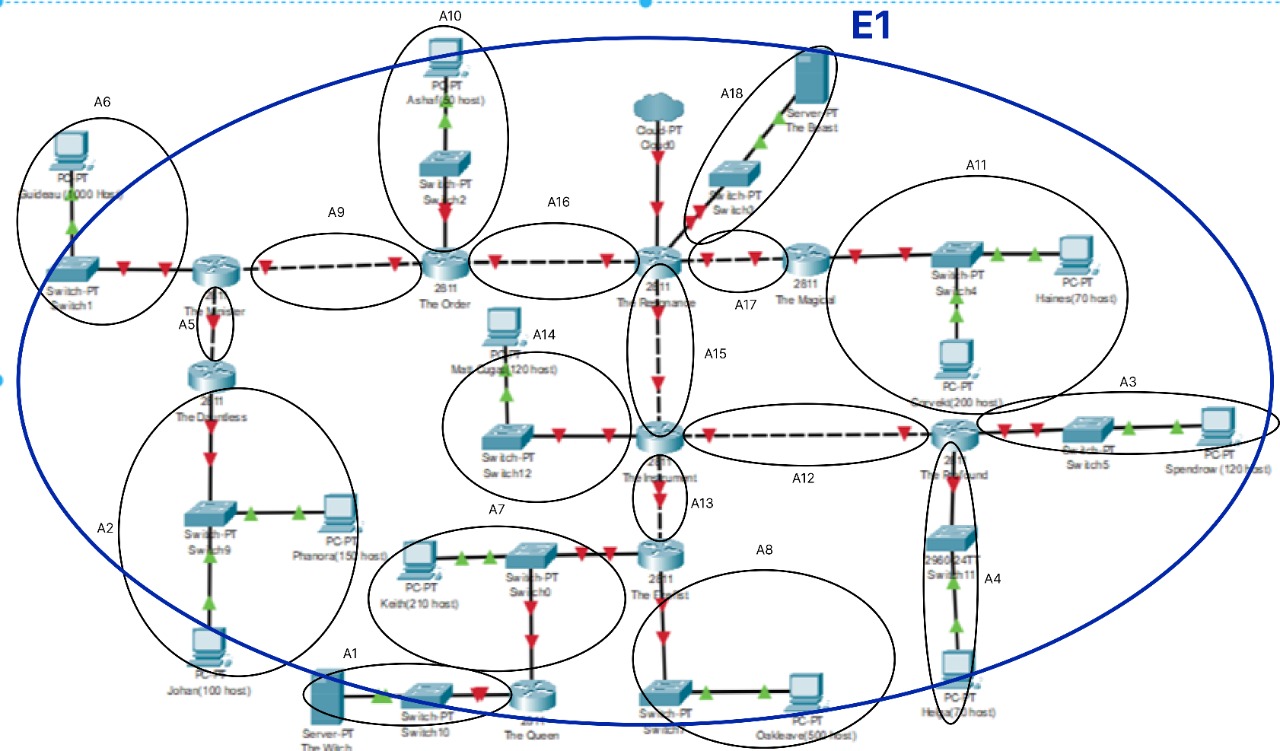 E1
A10
PC-PT
Ashaf(50 host)
A18
Server-PT
The Beast
A6
PC-PT
Guideau (1000 Host)
Cloud-PT
Cloud0
A11
Switch-PT
Switch2
Switch-PT
Switch3
A9
A16
Switch-PT
Switch1
2811
The Minister
2811
The Order
2811
The Resonance
A17
2811
The Magical
Switch-PT
Switch4
PC-PT
Haines(70 host)
A5
A14
PC-PT
Matt Cugat(120 host)
A15
2811
The Dauntless
PC-PT
Corveki(200 host)
A3
Switch-PT
Switch12
2811
The Instrument
A12
2811
The Profound
Switch-PT
Switch5
PC-PT
Spendrow (120 host)
A2
Switch-PT
Switch9
PC-PT
Phanora(150 host)
A7
A13
A8
PC-PT
Keith(210 host)
Switch-PT
Switch0
2811
2960-24TT
Switch11
A4
PC-PT
Johan(100 host)
A1
Server-PT
The Witch
Switch-PT
Switch10
2811
The Queen
Switch-PT
PC-PT
Oakleave(500 host)
PC-PT
Helga(70 host)